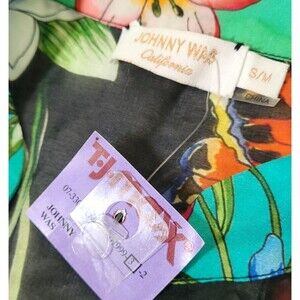 JOHNNY WAS
California
S/M
CHINA
T·J·maxx
JOHNNY
WAS